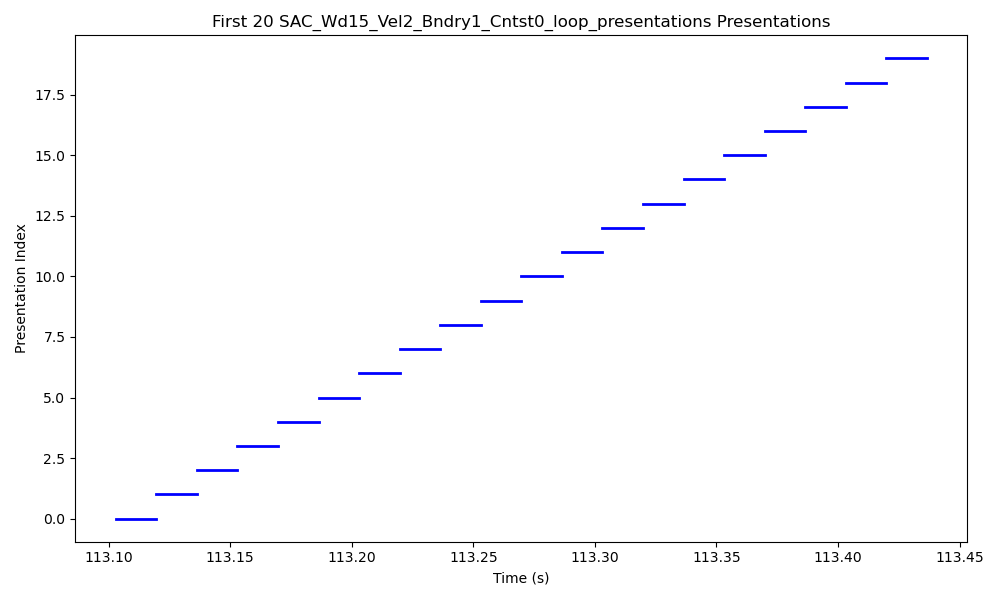 First 20 SAC_Wd15_Vel2_Bndry1_Cntst0_loop_presentations Presentations
17.5
15.0
12.5
10.0
7.5
5.0
2.5
0.0
Presentation Index
113.10 113.15 113.20 113.25 113.30 113.35 113.40 113.45
Time (s)